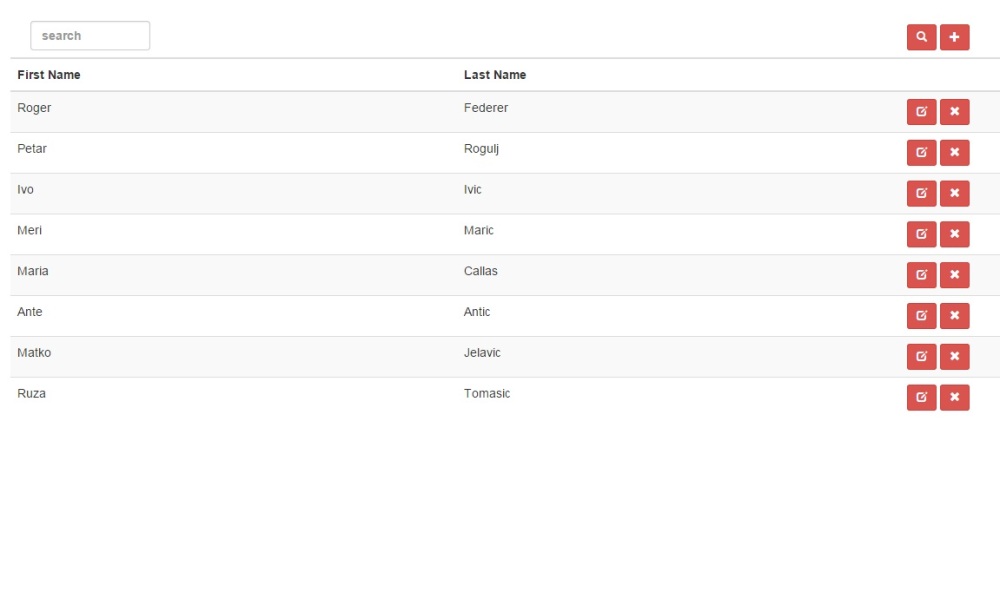 search
First Name Last Name
Roger Federer
Petar Rogulj
Ivo Ivic
Meri Maric
Maria Callas
Ante Antic
Matko Jelavic
Ruza Tomasic